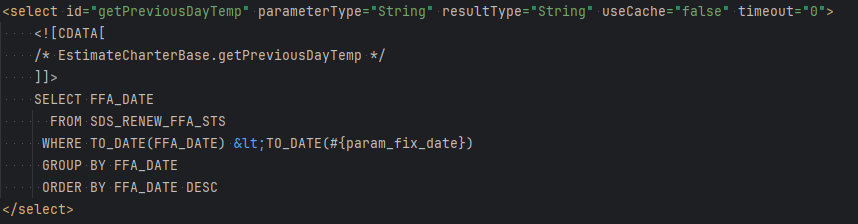 <select id="getPreviousDayTemp" parameterType="String" resultType="String" useCache="false" timeout="0">
<![CDATA[
/* EstimateCharterBase.getPreviousDayTemp */
]]>
SELECT FFA_DATE
FROM SDS_RENEW_FFA_STS
WHERE TO_DATE(FFA_DATE) &lt;TO_DATE(#{param_fix_date})
GROUP BY FFA_DATE
ORDER BY FFA_DATE DESC
</select>